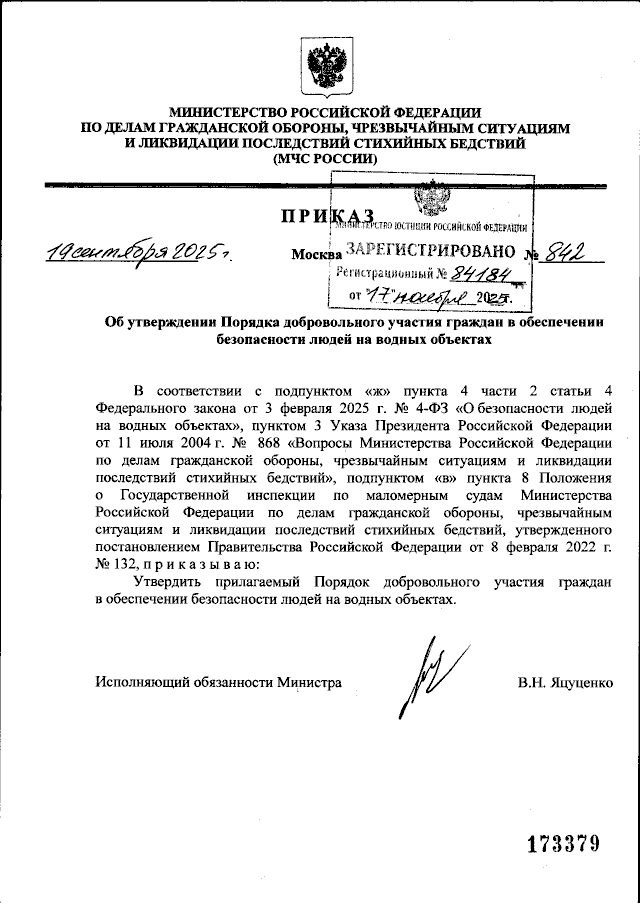 МИНИСТЕРСТВО РОССИЙСКОЙ ФЕДЕРАЦИИ
ПО ДЕЛАМ ГРАЖДАНСКОЙ ОБОРОНЫ, ЧРЕЗВЫЧАЙНЫМ СИТУАЦИЯМ
И ЛИКВИДАЦИИ ПОСЛЕДСТВИЙ СТИХИЙНЫХ БЕДСТВИЙ
(МЧС РОССИИ)
ПРИКАЗ
МИНИСТЕРСТВО ЮСТИЦИИ РОССИЙСКОЙ ФЕДЕРАЦИИ
ЗАРЕГИСТРИРОВАНО
Регистрационный № 84184
от "17" ноября 2025г.
19 сентября 2025 г. Москва № 842
Об утверждении Порядка добровольного участия граждан в обеспечении
безопасности людей на водных объектах
В соответствии с подпунктом «ж» пункта 4 части 2 статьи 4
Федерального закона от 3 февраля 2025 г. № 4-ФЗ «О безопасности людей
на водных объектах», пунктом 3 Указа Президента Российской Федерации
от 11 июля 2004 г. № 868 «Вопросы Министерства Российской Федерации
по делам гражданской обороны, чрезвычайным ситуациям и ликвидации
последствий стихийных бедствий», подпунктом «в» пункта 8 Положения
о Государственной инспекции по маломерным судам Министерства
Российской Федерации по делам гражданской обороны, чрезвычайным
ситуациям и ликвидации последствий стихийных бедствий, утвержденного
постановлением Правительства Российской Федерации от 8 февраля 2022 г.
№ 132, приказываю:
Утвердить прилагаемый Порядок добровольного участия граждан
в обеспечении безопасности людей на водных объектах.
Исполняющий обязанности Министра В.Н. Яцуценко
173379